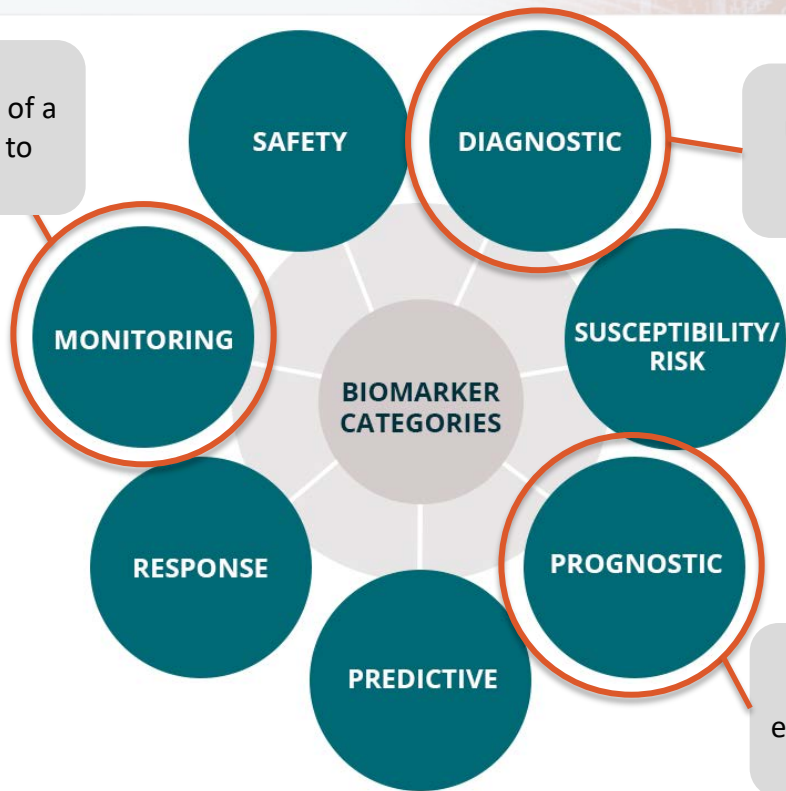 of a
to
SAFETY
DIAGNOSTIC
MONITORING
SUSCEPTIBILITY/
RISK
BIOMARKER
CATEGORIES
RESPONSE
PROGNOSTIC
PREDICTIVE
e